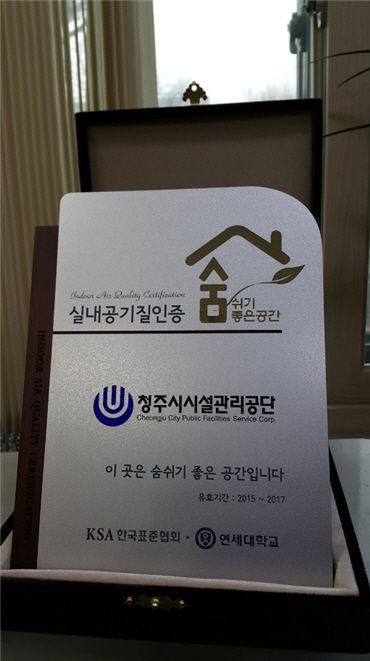 Indoor Air Quality Certification
실내공기질인증
숨 쉬기
좋은공간
청주시시설관리공단
Cheongju City Public Facilities Service Corp.
이 곳은 숨쉬기 좋은 공간입니다
유효기간 : 2015 ~ 2017
KSA 한국표준협회 · 연세대학교
INDOOR AIR QUALITY CERTIFICATION